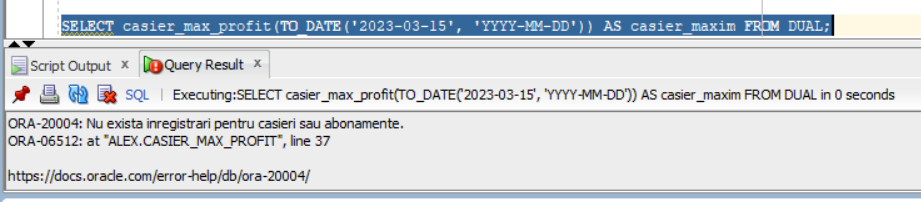 SELECT casier_max_profit(TO_DATE('2023-03-15', 'YYYY-MM-DD')) AS casier_maxim FROM DUAL;
Script Output x Query Result x
SQL | Executing:SELECT casier_max_profit(TO_DATE('2023-03-15', 'YYYY-MM-DD')) AS casier_maxim FROM DUAL in 0 seconds
ORA-20004: Nu exista inregistrari pentru casieri sau abonamente.
ORA-06512: at "ALEX.CASIER_MAX_PROFIT", line 37
https://docs.oracle.com/error-help/db/ora-20004/